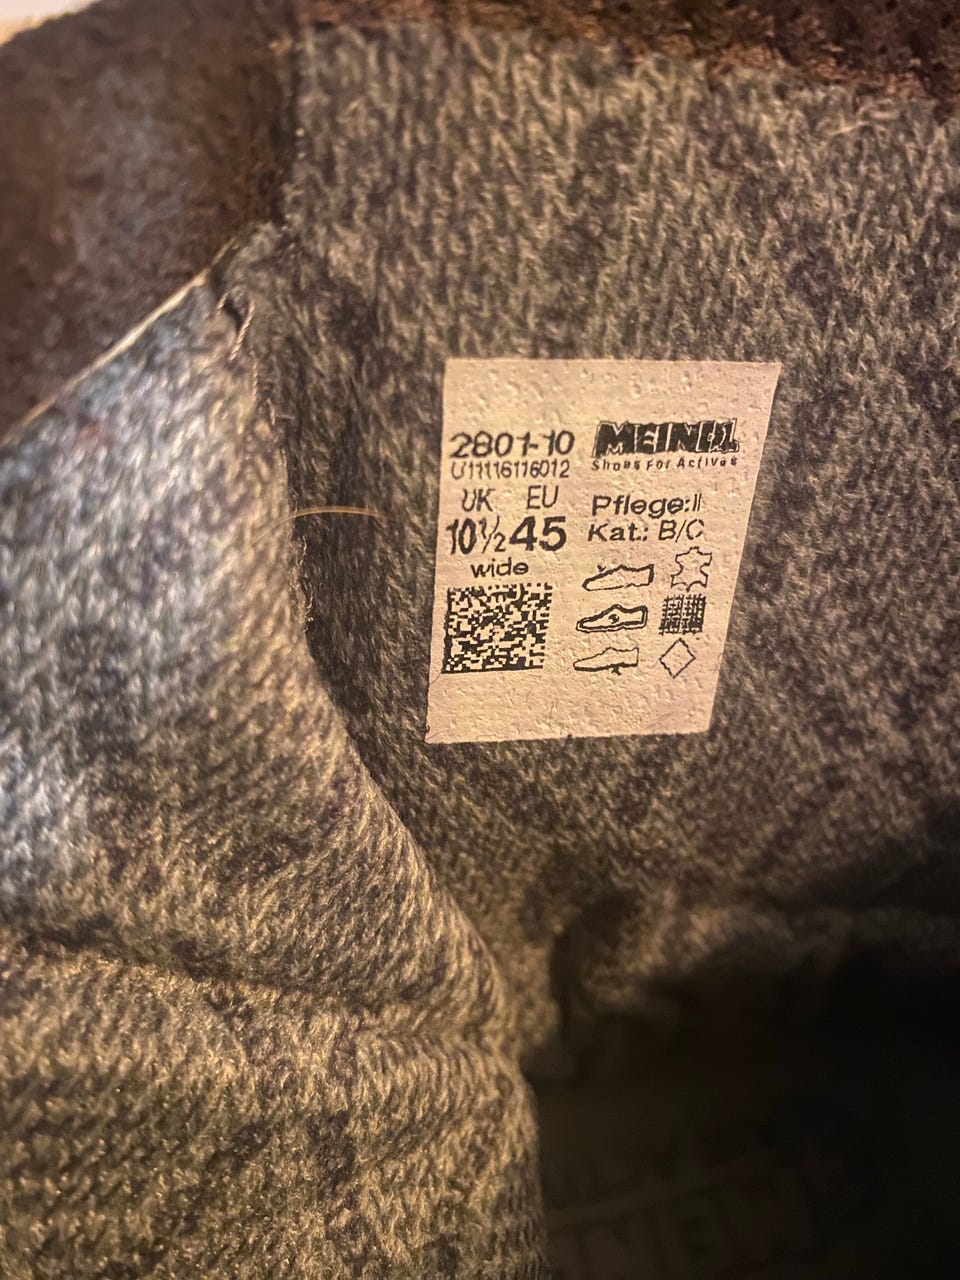 2801-10
U11116116012
UK EU
10½ 45
wide
MEINDL
Shoes For Actives
Pflege: II
Kat.: B/C